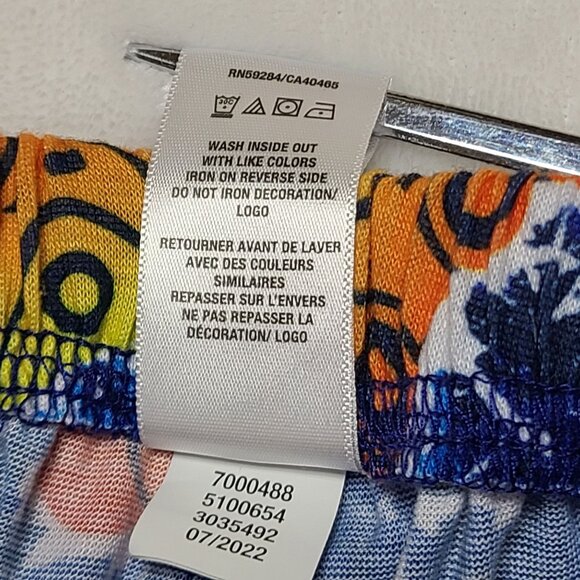 RN59284/CA40465
30C
WASH INSIDE OUT
WITH LIKE COLORS
IRON ON REVERSE SIDE
DO NOT IRON DECORATION/
LOGO
RETOURNER AVANT DE LAVER
AVEC DES COULEURS
SIMILAIRES
REPASSER SUR L'ENVERS
NE PAS REPASSER LA
DÉCORATION/ LOGO
7000488
5100654
3035492
07/2022